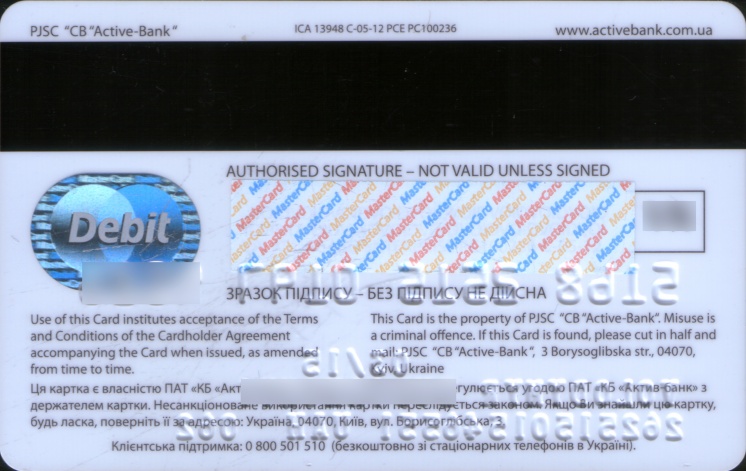 PJSC "CB "Active-Bank"
ICA 13948 C-05-12 PCE PC100236
www.activebank.com.ua
AUTHORISED SIGNATURE – NOT VALID UNLESS SIGNED
Debit
MasterCard
ЗРАЗОК ПІДПИСУ – БЕЗ ПІДПИСУ НЕ ДІЙСНА
Use of this Card institutes acceptance of the Terms
and Conditions of the Cardholder Agreement
accompanying the Card when issued, as amended
from time to time.
This Card is the property of PJSC "CB "Active-Bank". Misuse is
a criminal offence. If this Card is found, please cut in half and
mail: PJSC "CB "Active-Bank", 3 Borysoglibska str., 04070,
Kyiv, Ukraine
Ця картка є власністю ПАТ «КБ «Акт угодою ПАТ «КБ «Актив-банк» з
держателем картки. Несанкціоноване використання картки переслідується законом. Якщо Ви знайшли цю картку,
будь ласка, поверніть її за адресою: Україна, 04070, Київ, вул. Борисоглібська, 3.
Клієнтська підтримка: 0 800 501 510 (безкоштовно зі стаціонарних телефонів в Україні).